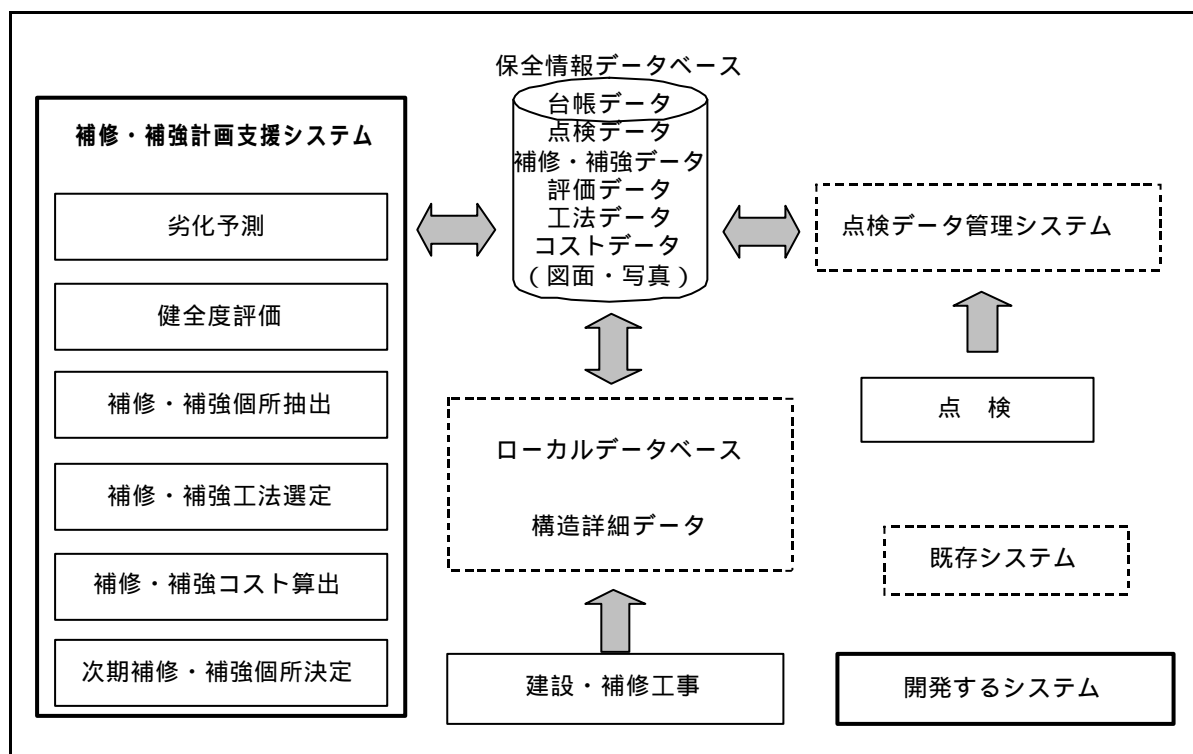 保全情報データベース
台帳データ
点検データ
補修・補強データ
評価データ
工法データ
コストデータ
(図面・写真)
補修・補強計画支援システム
劣化予測
健全度評価
補修・補強個所抽出
補修・補強工法選定
補修・補強コスト算出
次期補修・補強個所決定
点検データ管理システム
点 検
ローカルデータベース
構造詳細データ
既存システム
建設・補修工事
開発するシステム